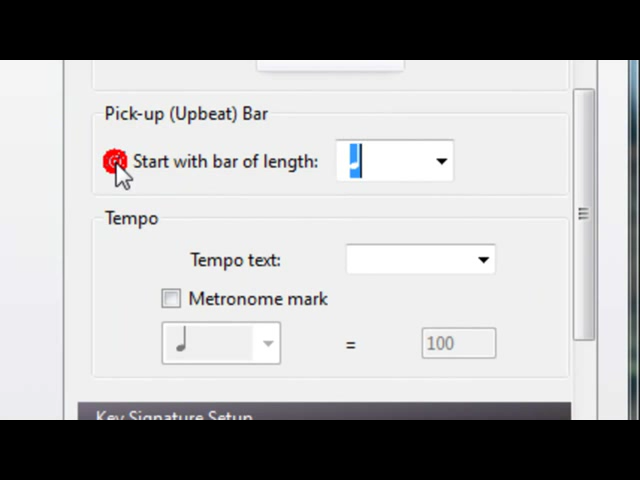 Pick-up (Upbeat) Bar
Start with bar of length:
Tempo
Tempo text:
Metronome mark
= 100
Key Signature Setup